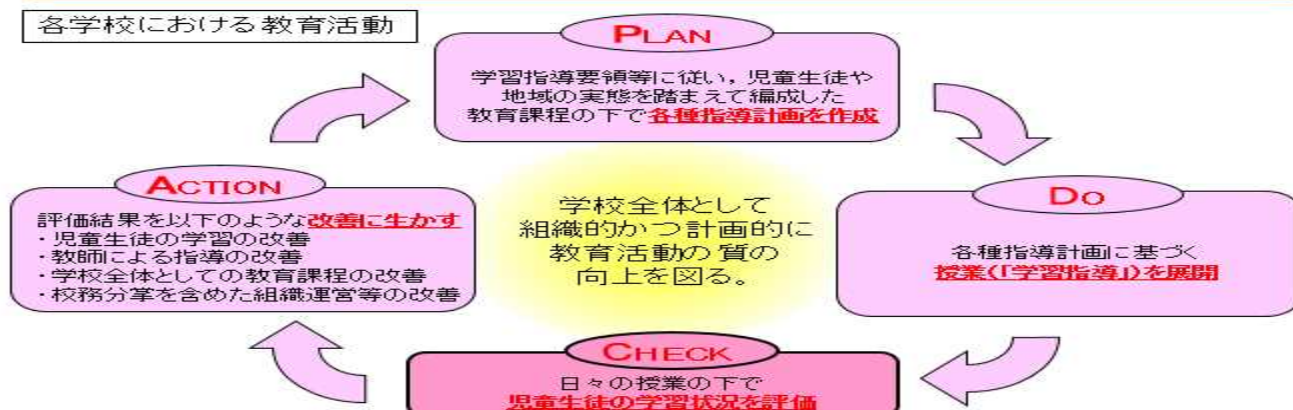 各学校における教育活動
PLAN
学習指導要領等に従い，児童生徒や
地域の実態を踏まえて編成した
教育課程の下で各種指導計画を作成
DO
各種指導計画に基づく
授業(「学習指導」)を展開
CHECK
日々の授業の下で
児童生徒の学習状況を評価
ACTION
評価結果を以下のような改善に生かす
・児童生徒の学習の改善
・教師による指導の改善
・学校全体としての教育課程の改善
・校務分掌を含めた組織運営等の改善
学校全体として
組織的かつ計画的に
教育活動の質の
向上を図る。